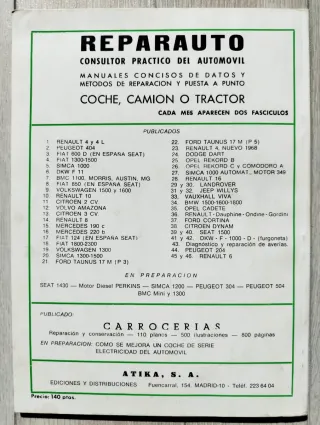 REPARAUTO
CONSULTOR PRACTICO DEL AUTOMOVIL
MANUALES CONCISOS DE DATOS Y
METODOS DE REPARACION Y PUESTA A PUNTO
COCHE, CAMION O TRACTOR
CADA MES APARECEN DOS FASCICULOS
PUBLICADOS
1. RENAULT 4 y 4 L
2. PEUGEOT 404
3. FIAT 600 D (EN ESPAÑA SEAT)
4. FIAT 1300-1500
5. SIMCA 1000
6. DKW F 11
7. BMC 1100, MORRIS, AUSTIN, MG
8. FIAT 850 (EN ESPAÑA SEAT)
9. VOLKSWAGEN 1500 y 1600
10. RENAULT 10
11. CITROEN 2 CV
12. VOLVO AMAZONA
13. CITROEN 3 CV
14. RENAULT 8
15. MERCEDES 190 c
16. MERCEDES 220 b
17. FIAT 124 (EN ESPAÑA SEAT)
18. FIAT 1800-2300
19. VOLKSWAGEN 1300
20. SIMCA 1300-1500
21. FORD TAUNUS 12 M (P 5)
22. FORD TAUNUS 17 M (P 5)
23. RENAULT 4, NUEVO 1968
24. DODGE DART
25. OPEL REKORD B
26. OPEL REKORD C y COMODORO A
27. SIMCA 1000 AUTOMAT., MOTOR 349
28. RENAULT 16
29. y 30. LANDROVER
31. y 32. JEEP WILLYS
33. VAUXHALL VIVA
34. BMW 1500-1600-1800
35. OPEL CADETE
36. RENAULT - Dauphine - Ondine - Gordini
37. FORD CORTINA
38. CITROEN DYNAM
39 y 40. SEAT 1500
41 y 42. DKW - F - 1000 - D - (furgoneta)
43. Diagnóstico y reparación de averías.
44. PEUGEOT 204
45 y 46. RENAULT 6
EN PREPARACION
SEAT 1430 — Motor Diesel PERKINS — SIMCA 1200 — PEUGEOT 304 — PEUGEOT 504
BMC Mini y 1300
PUBLICADO:
CARROCERIAS
Reparación y conservación — 110 planos — 500 ilustraciones — 800 páginas
EN PREPARACION: COMO SE MEJORA UN COCHE DE SERIE
ELECTRICIDAD DEL AUTOMOVIL
ATIKA, S. A.
EDICIONES Y DISTRIBUCIONES Fuencarral, 154. MADRID-10 Teléf. 223 84 04
Precio: 140 ptas.